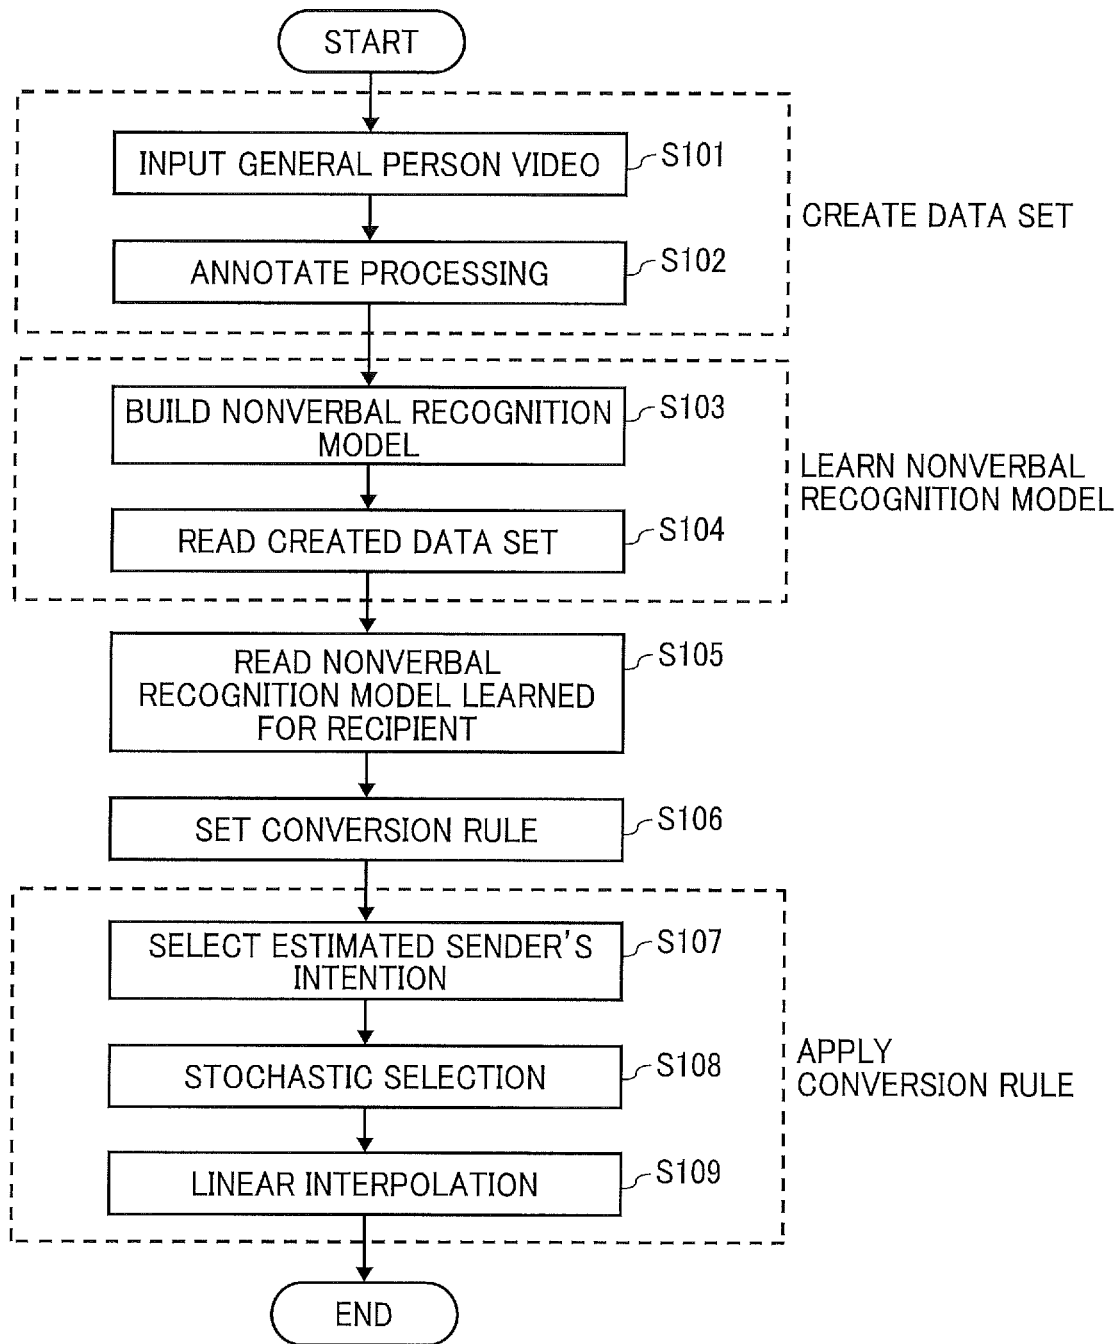 START
INPUT GENERAL PERSON VIDEO
S101
CREATE DATA SET
ANNOTATE PROCESSING
S102
BUILD NONVERBAL RECOGNITION
MODEL
S103
LEARN NONVERBAL
RECOGNITION MODEL
READ CREATED DATA SET
S104
READ NONVERBAL
RECOGNITION MODEL LEARNED
FOR RECIPIENT
S105
SET CONVERSION RULE
S106
SELECT ESTIMATED SENDER'S
INTENTION
S107
STOCHASTIC SELECTION
S108
APPLY
CONVERSION RULE
LINEAR INTERPOLATION
S109
END